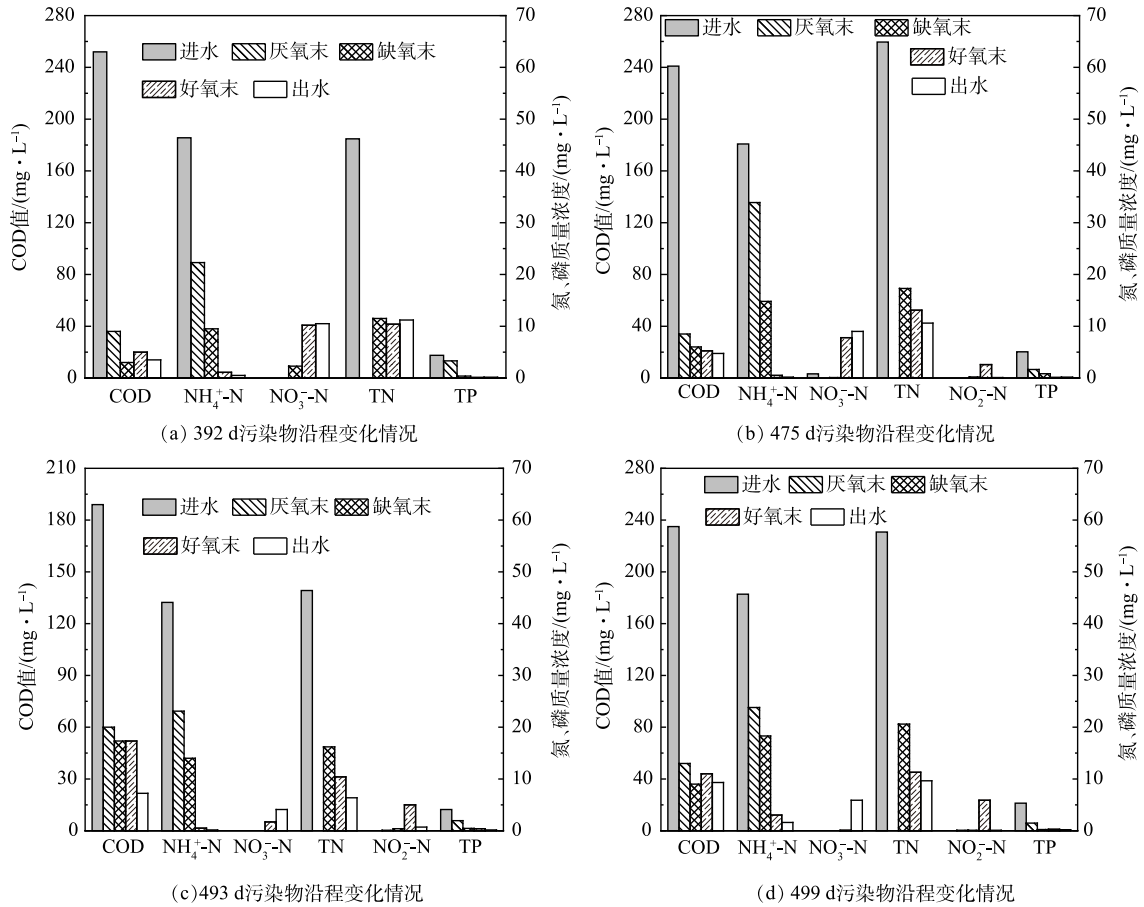 280
240
200
160
120
80
40
0
COD值/(mg·L⁻¹)
70
60
50
40
30
20
10
0
氮、磷质量浓度/(mg·L⁻¹)
进水 厌氧末 缺氧末
好氧末 出水
COD NH₄⁺-N NO₃⁻-N TN TP
(a) 392 d污染物沿程变化情况
280
240
200
160
120
80
40
0
COD值/(mg·L⁻¹)
70
60
50
40
30
20
10
0
氮、磷质量浓度/(mg·L⁻¹)
进水 厌氧末 缺氧末
好氧末
出水
COD NH₄⁺-N NO₃⁻-N TN NO₂⁻-N TP
(b) 475 d污染物沿程变化情况
210
180
150
120
90
60
30
0
COD值/(mg·L⁻¹)
70
60
50
40
30
20
10
0
氮、磷质量浓度/(mg·L⁻¹)
进水 厌氧末 缺氧末
好氧末 出水
COD NH₄⁺-N NO₃⁻-N TN NO₂⁻-N TP
(c)493 d污染物沿程变化情况
280
240
200
160
120
80
40
0
COD值/(mg·L⁻¹)
70
60
50
40
30
20
10
0
氮、磷质量浓度/(mg·L⁻¹)
进水 厌氧末 缺氧末
好氧末 出水
COD NH₄⁺-N NO₃⁻-N TN NO₂⁻-N TP
(d) 499 d污染物沿程变化情况